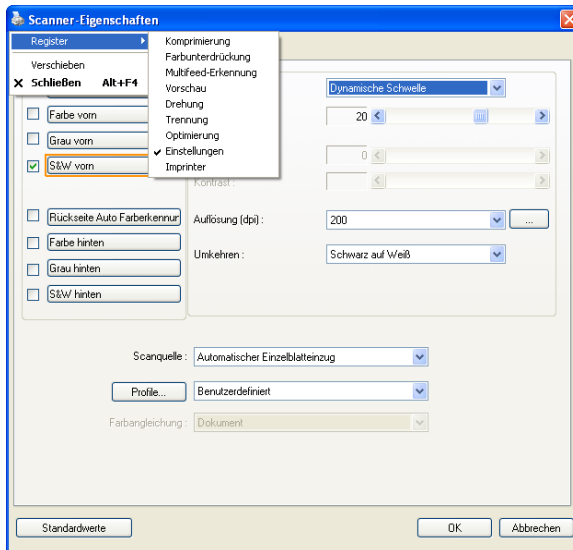 Scanner-Eigenschaften
Register
Verschieben
Schließen Alt+F4
Komprimierung
Farbunterdrückung
Multifeed-Erkennung
Vorschau
Drehung
Trennung
Optimierung
Einstellungen
Imprinter
Dynamische Schwelle
Farbe vorn
20
Grau vorn
S&W vorn
0
Kontrast :
Rückseite Auto Farberkennur
Auflösung (dpi) :
200
...
Farbe hinten
Umkehren :
Schwarz auf Weiß
Grau hinten
S&W hinten
Scanquelle :
Automatischer Einzelblatteinzug
Profile...
Benutzerdefiniert
Farbangleichung :
Dokument
Standardwerte
OK
Abbrechen